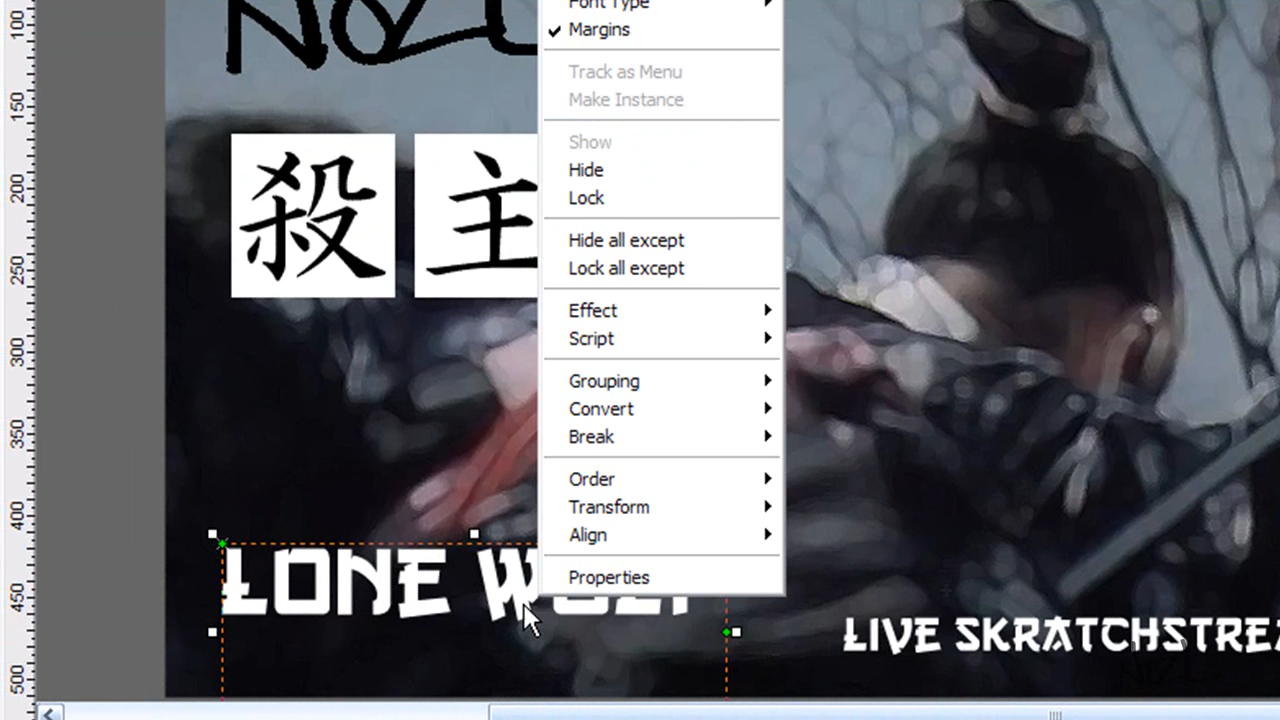 100
150
200
250
300
350
400
450
500
Font Type
Margins
Track as Menu
Make Instance
Show
Hide
Lock
Hide all except
Lock all except
Effect
Script
Grouping
Convert
Break
Order
Transform
Align
Properties
殺 主
LONE WOLF
LIVE SKRATCHSTREA